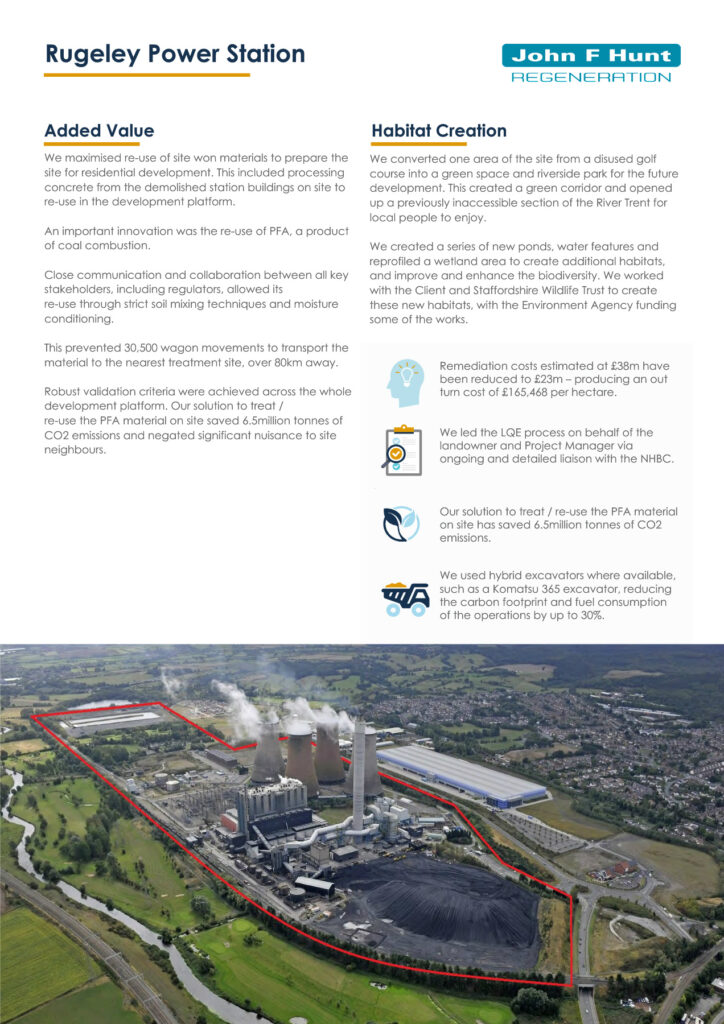 Rugeley Power Station
John F Hunt
REGENERATION
Added Value
We maximised re-use of site won materials to prepare the
site for residential development. This included processing
concrete from the demolished station buildings on site to
re-use in the development platform.
An important innovation was the re-use of PFA, a product
of coal combustion.
Close communication and collaboration between all key
stakeholders, including regulators, allowed its
re-use through strict soil mixing techniques and moisture
conditioning.
This prevented 30,500 wagon movements to transport the
material to the nearest treatment site, over 80km away.
Robust validation criteria were achieved across the whole
development platform. Our solution to treat /
re-use the PFA material on site saved 6.5million tonnes of
CO2 emissions and negated significant nuisance to site
neighbours.
Habitat Creation
We converted one area of the site from a disused golf
course into a green space and riverside park for the future
development. This created a green corridor and opened
up a previously inaccessible section of the River Trent for
local people to enjoy.
We created a series of new ponds, water features and
reprofiled a wetland area to create additional habitats,
and improve and enhance the biodiversity. We worked
with the Client and Staffordshire Wildlife Trust to create
these new habitats, with the Environment Agency funding
some of the works.
Remediation costs estimated at £38m have
been reduced to £23m – producing an out
turn cost of £165,468 per hectare.
We led the LQE process on behalf of the
landowner and Project Manager via
ongoing and detailed liaison with the NHBC.
Our solution to treat / re-use the PFA material
on site has saved 6.5million tonnes of CO2
emissions.
We used hybrid excavators where available,
such as a Komatsu 365 excavator, reducing
the carbon footprint and fuel consumption
of the operations by up to 30%.